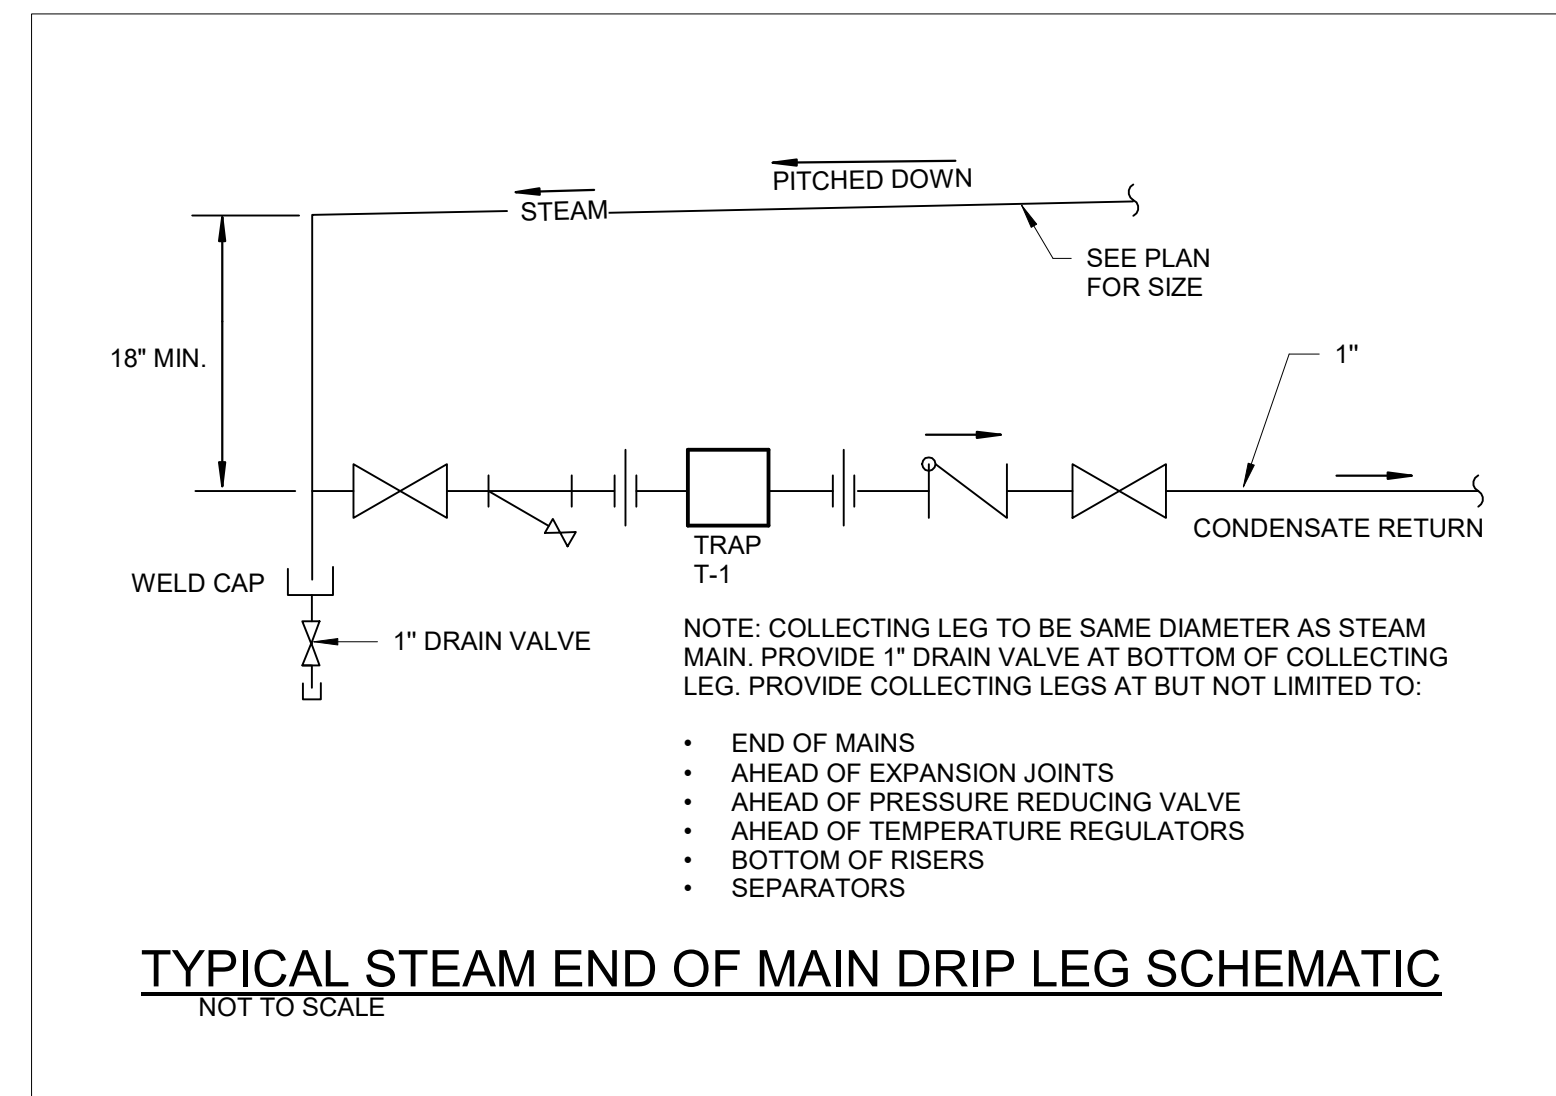 PITCHED DOWN
STEAM
SEE PLAN
FOR SIZE
18" MIN.
1"
CONDENSATE RETURN
TRAP
T-1
WELD CAP
1" DRAIN VALVE
NOTE: COLLECTING LEG TO BE SAME DIAMETER AS STEAM
MAIN. PROVIDE 1" DRAIN VALVE AT BOTTOM OF COLLECTING
LEG. PROVIDE COLLECTING LEGS AT BUT NOT LIMITED TO:
• END OF MAINS
• AHEAD OF EXPANSION JOINTS
• AHEAD OF PRESSURE REDUCING VALVE
• AHEAD OF TEMPERATURE REGULATORS
• BOTTOM OF RISERS
• SEPARATORS
TYPICAL STEAM END OF MAIN DRIP LEG SCHEMATIC
NOT TO SCALE